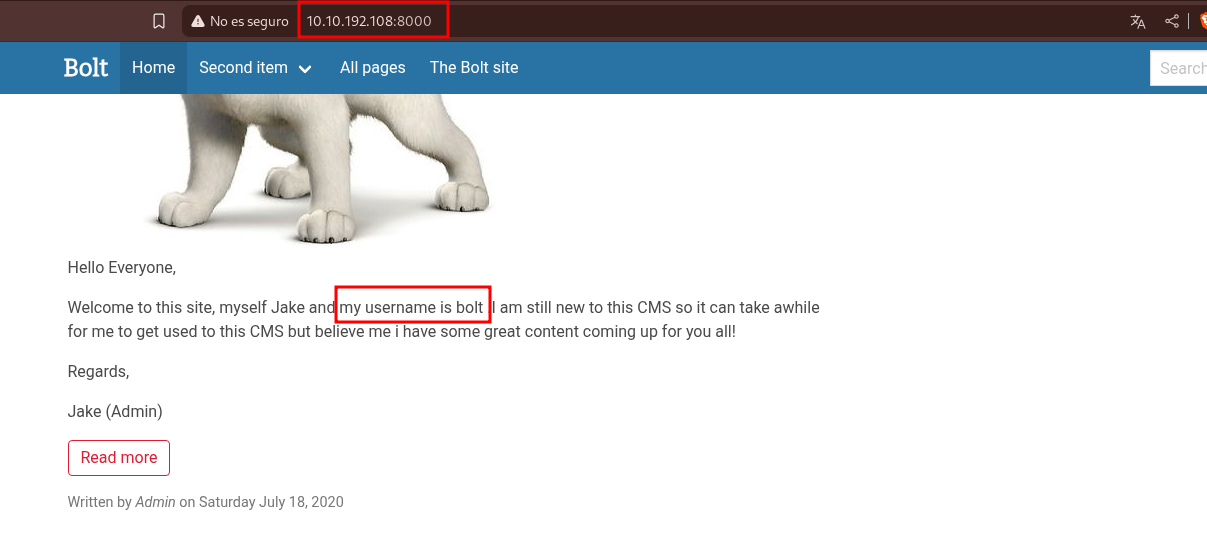 No es seguro 10.10.192.108:8000
Bolt Home Second item All pages The Bolt site Search
Hello Everyone,
Welcome to this site, myself Jake and my username is bolt .I am still new to this CMS so it can take awhile
for me to get used to this CMS but believe me i have some great content coming up for you all!
Regards,
Jake (Admin)
Read more
Written by Admin on Saturday July 18, 2020